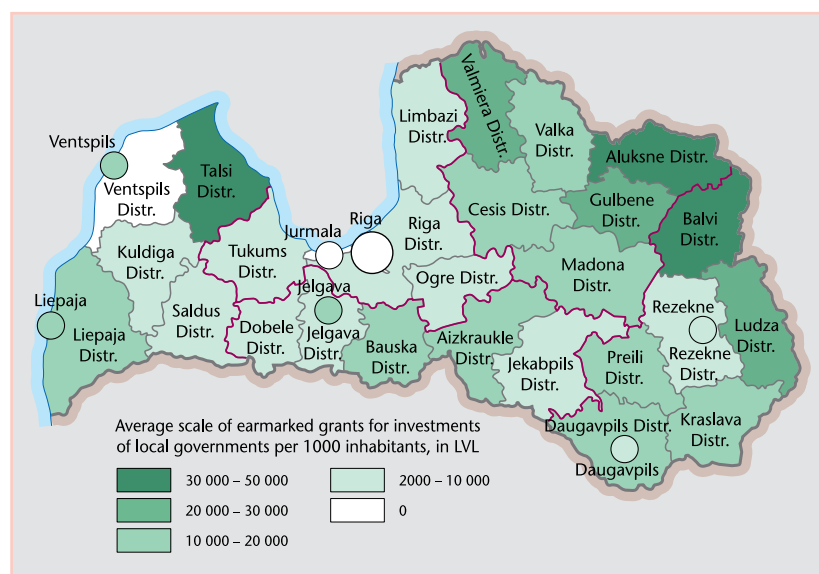 Valmiera Distr.
Limbazi
Distr.
Valka
Distr.
Ventspils
Aluksne Distr.
Talsi
Distr.
Ventspils
Distr.
Gulbene
Distr.
Cesis Distr.
Balvi
Distr.
Riga
Jurmala
Riga
Distr.
Kuldiga
Distr.
Tukums
Distr.
Madona
Distr.
Ogre Distr.
Jelgava
Liepaja
Saldus
Distr.
Rezekne
Liepaja
Distr.
Dobele
Distr.
Jelgava
Distr.
Bauska
Distr.
Aizkraukle
Distr.
Ludza
Distr.
Jekabpils
Distr.
Preili
Distr.
Rezekne
Distr.
Kraslava
Distr.
Daugavpils Distr.
Daugavpils
Average scale of earmarked grants for investments
of local governments per 1000 inhabitants, in LVL
30 000 – 50 000
20 000 – 30 000
10 000 – 20 000
2000 – 10 000
0